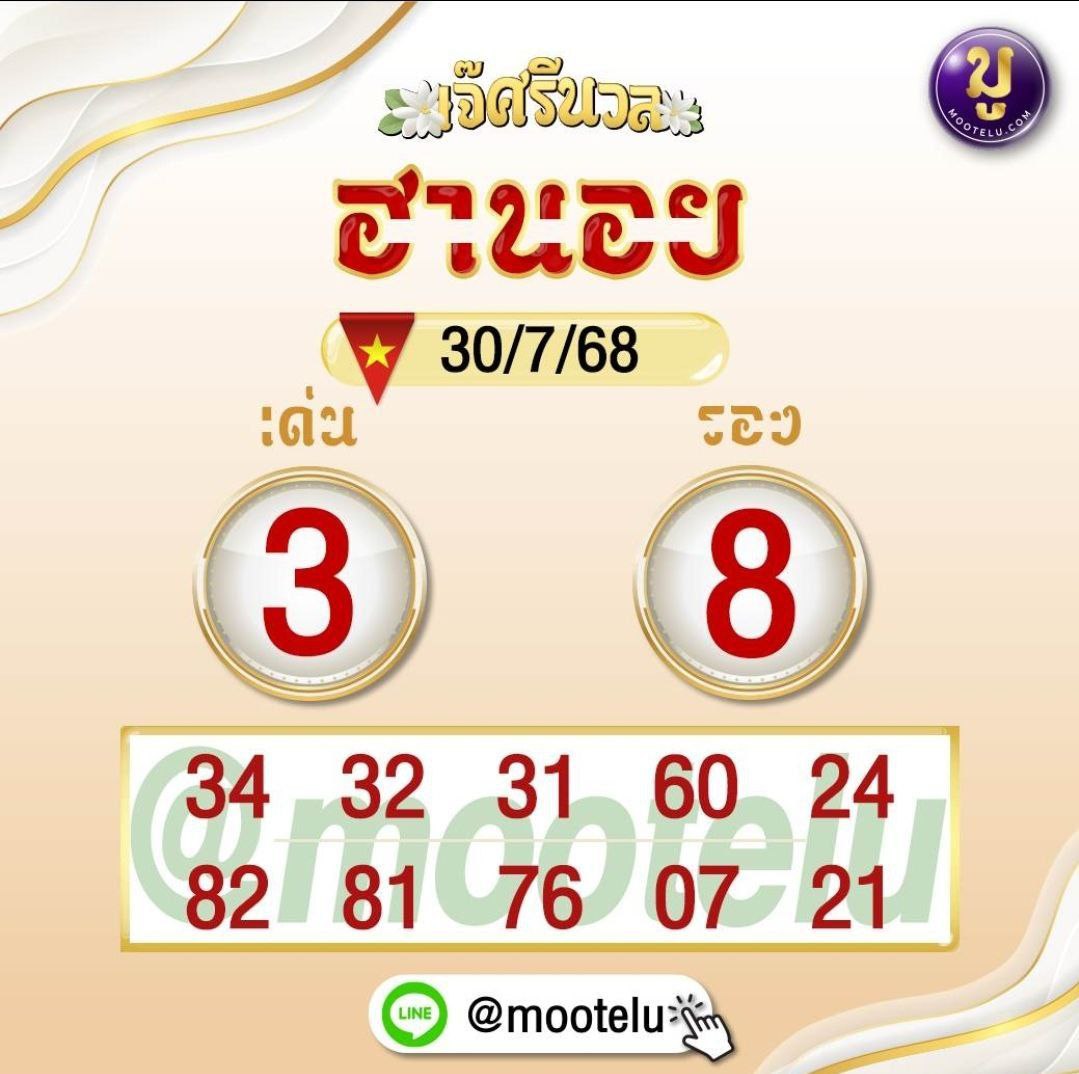 เจ๊ศรีนวล
มู
MOOTELU.COM
ฮานอย
30/7/68
เด่น
รอง
3
8
34 32 31 60 24
@mootelu
82 81 76 07 21
LINE @mootelu